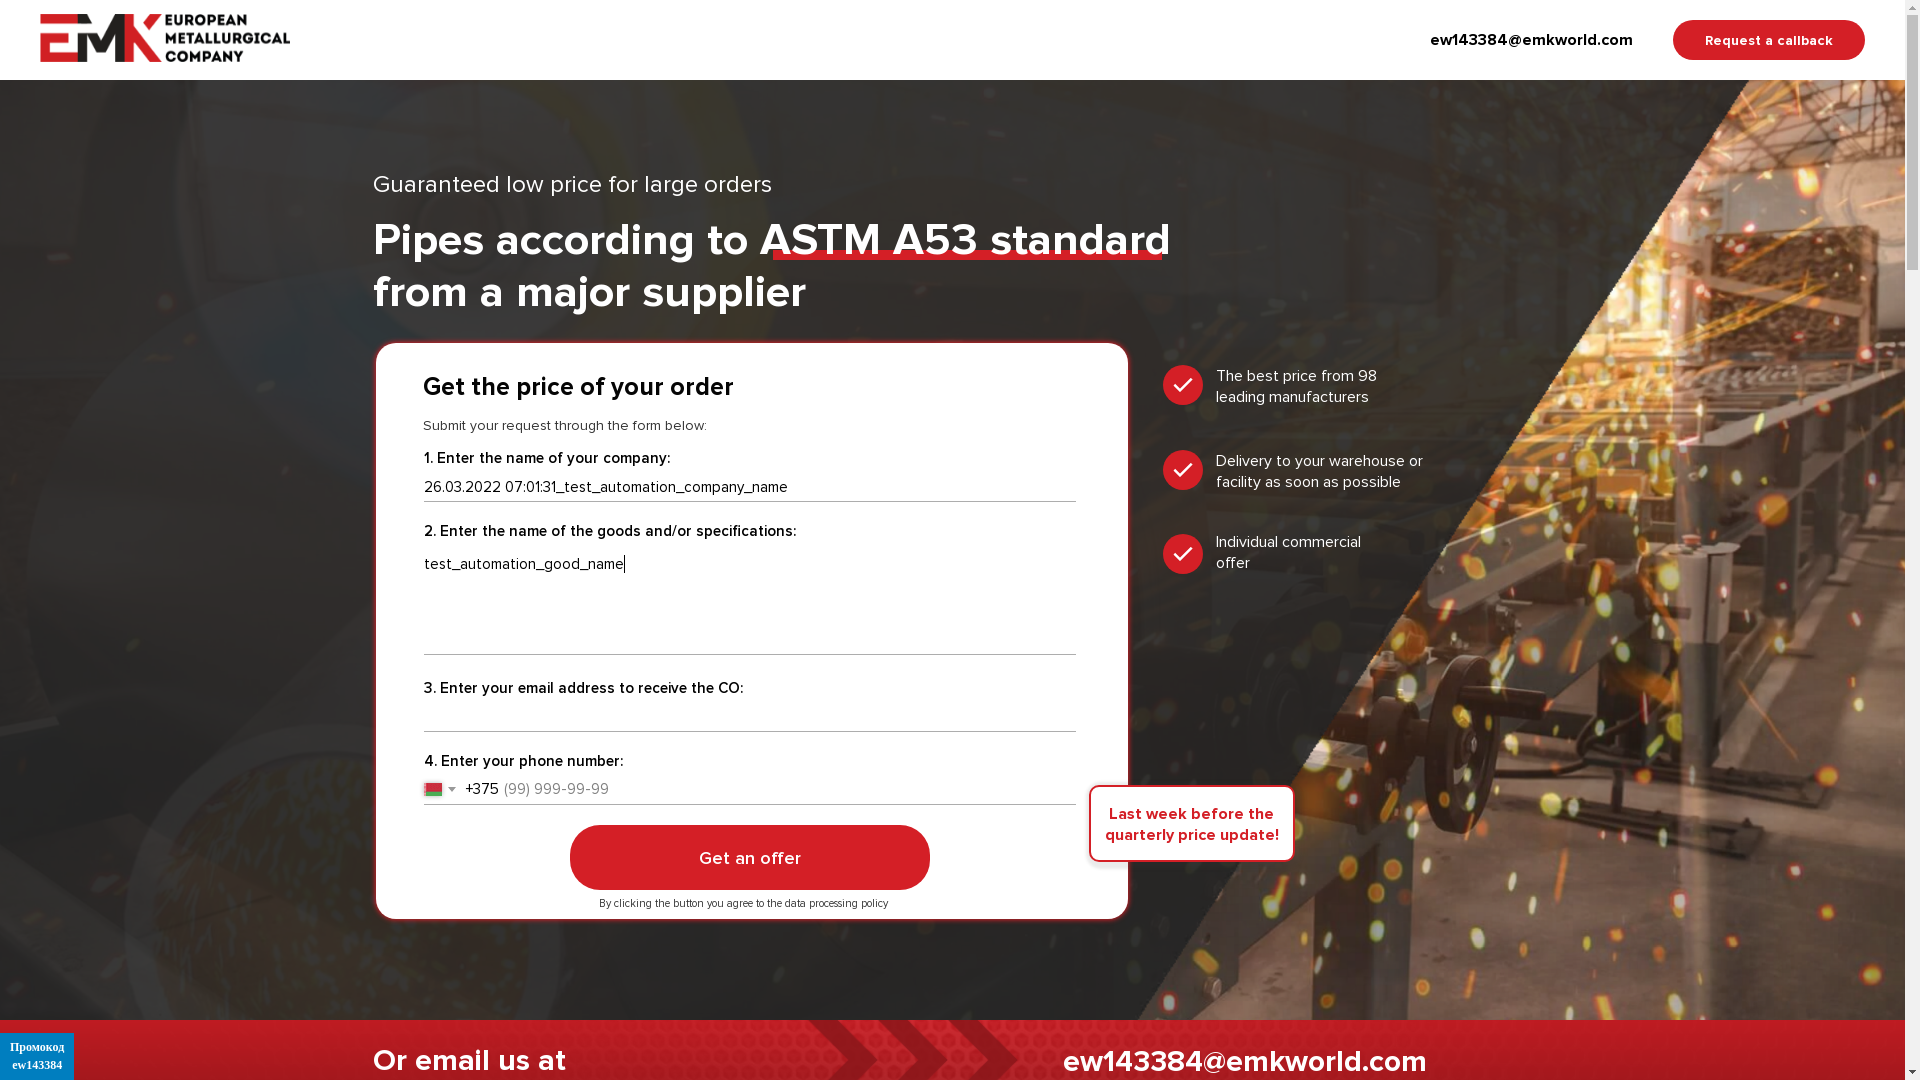 EMK
EUROPEAN
METALLURGICAL
COMPANY
ew143384@emkworld.com
Request a callback
Guaranteed low price for large orders
Pipes according to ASTM A53 standard
from a major supplier
Get the price of your order
Submit your request through the form below:
1. Enter the name of your company:
26.03.2022 07:01:31_test_automation_company_name
2. Enter the name of the goods and/or specifications:
test_automation_good_name
3. Enter your email address to receive the CO:
4. Enter your phone number:
+375 (99) 999-99-99
Get an offer
By clicking the button you agree to the data processing policy
The best price from 98
leading manufacturers
Delivery to your warehouse or
facility as soon as possible
Individual commercial
offer
Last week before the
quarterly price update!
Or email us at
ew143384@emkworld.com
Промокод
ew143384